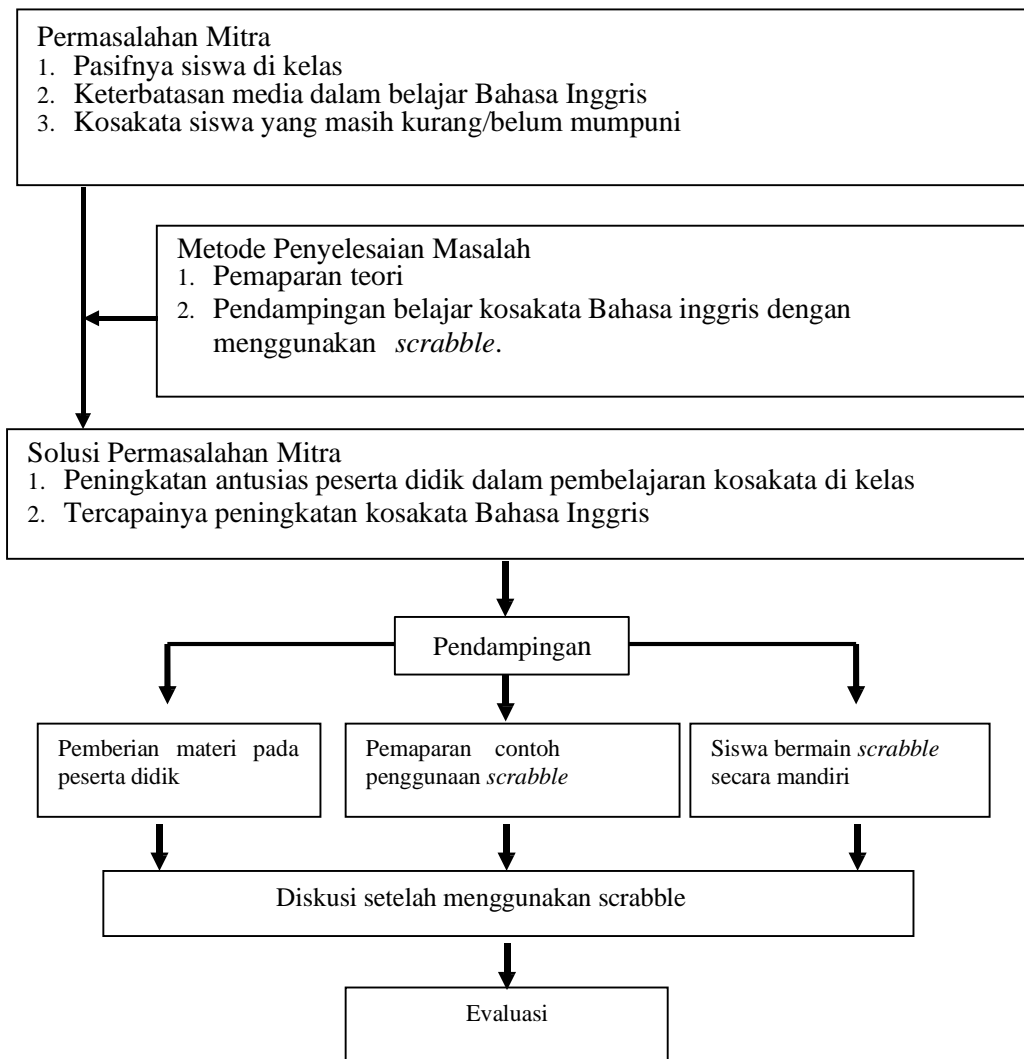 Permasalahan Mitra
1. Pasifnya siswa di kelas
2. Keterbatasan media dalam belajar Bahasa Inggris
3. Kosakata siswa yang masih kurang/belum mumpuni
Metode Penyelesaian Masalah
1. Pemaparan teori
2. Pendampingan belajar kosakata Bahasa inggris dengan
menggunakan scrabble.
Solusi Permasalahan Mitra
1. Peningkatan antusias peserta didik dalam pembelajaran kosakata di kelas
2. Tercapainya peningkatan kosakata Bahasa Inggris
Pendampingan
Pemberian materi pada
peserta didik
Pemaparan contoh
penggunaan scrabble
Siswa bermain scrabble
secara mandiri
Diskusi setelah menggunakan scrabble
Evaluasi